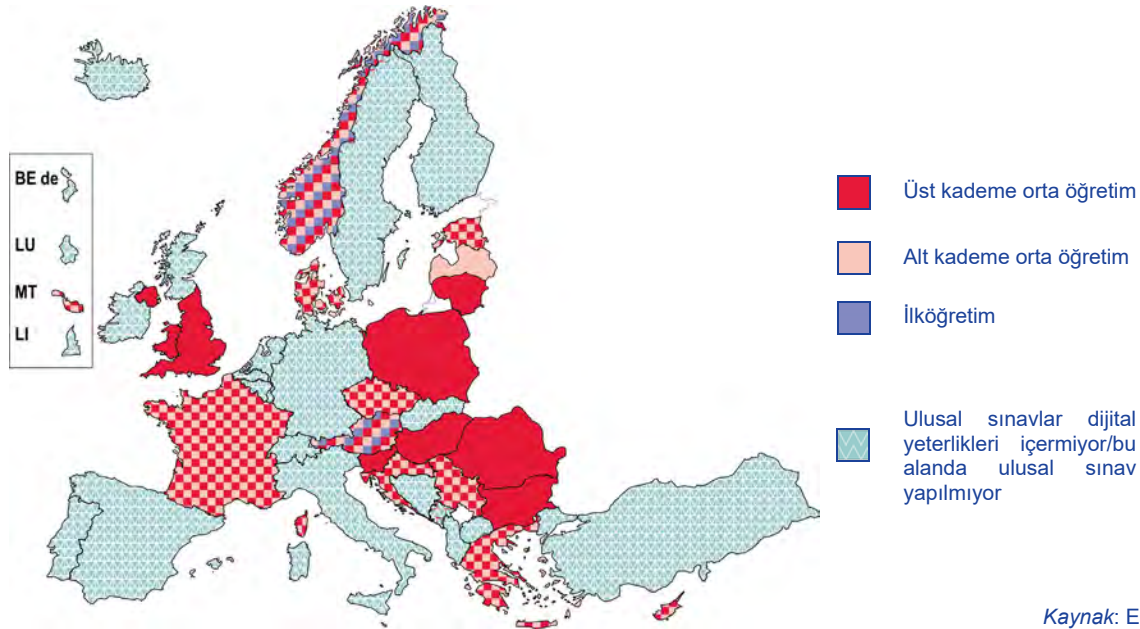 BE de
LU
MT
LI
Üst kademe orta öğretim
Alt kademe orta öğretim
İlköğretim
Ulusal sınavlar dijital
yeterlikleri içermiyor/bu
alanda ulusal sınav
yapılmıyor
Kaynak: E